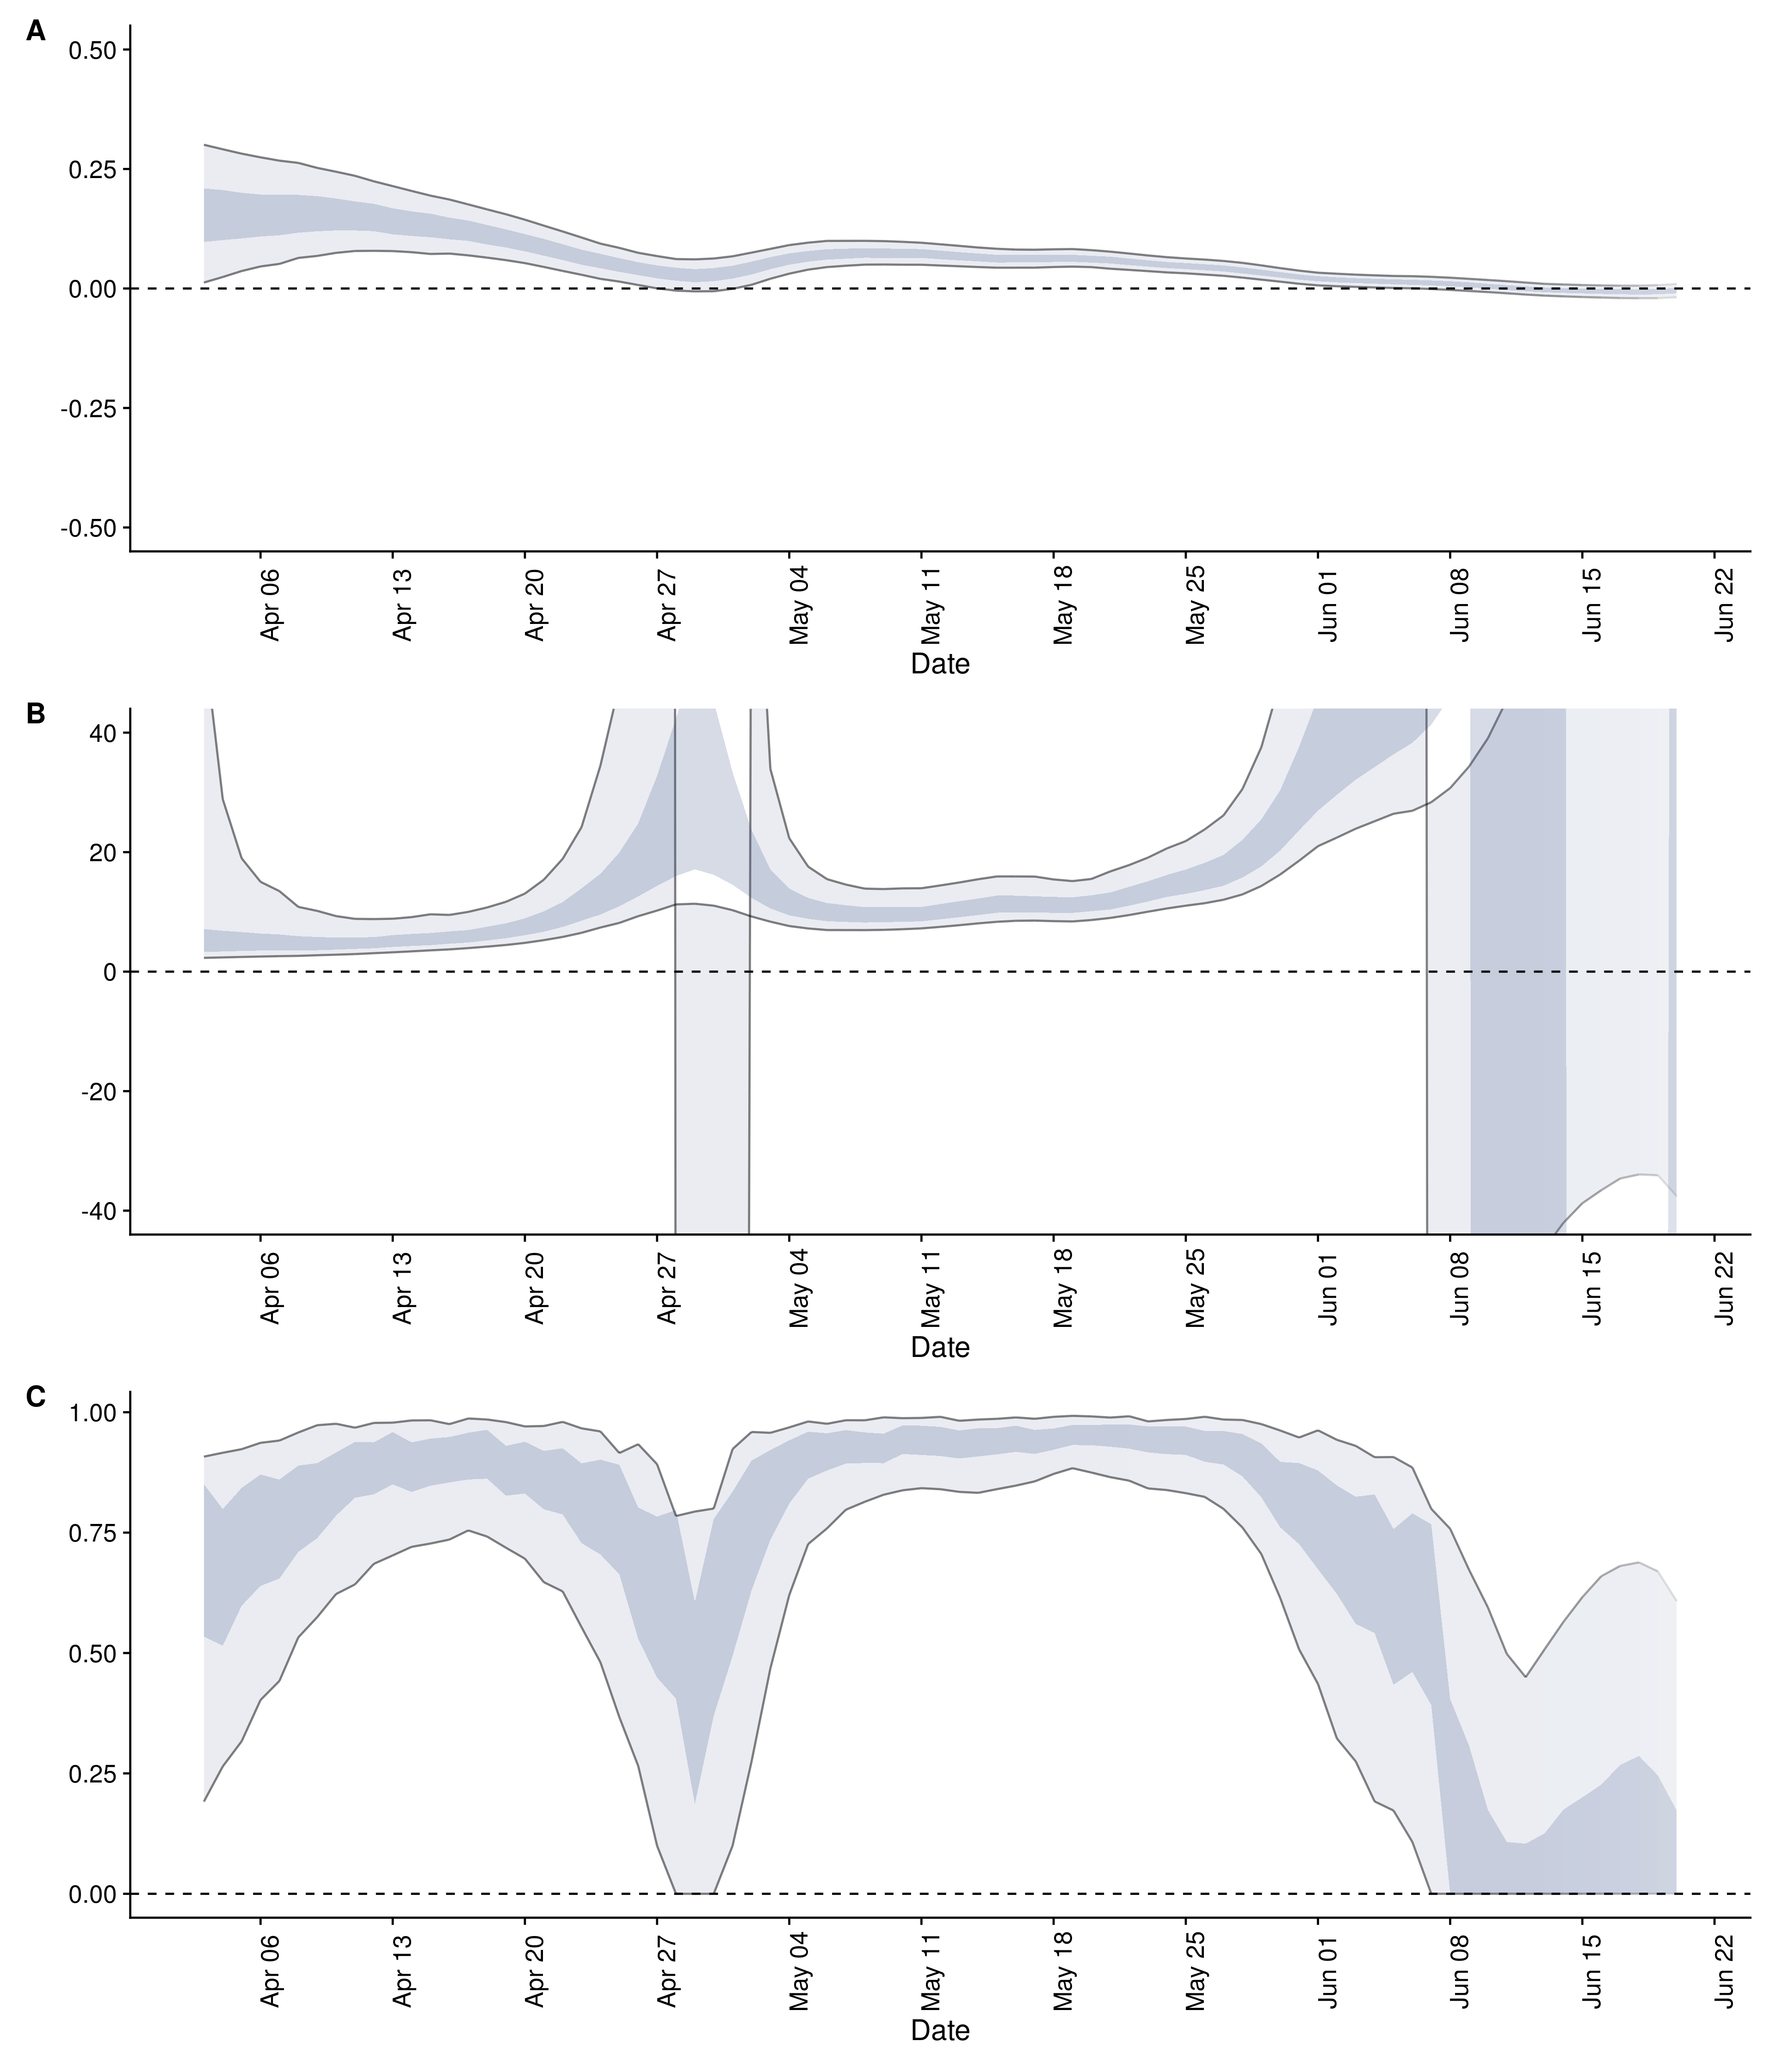 A
0.50
0.25
0.00
-0.25
-0.50
Apr 06
Apr 13
Apr 20
Apr 27
May 04
May 11
May 18
May 25
Jun 01
Jun 08
Jun 15
Jun 22
Date
B
40
20
0
-20
-40
Apr 06
Apr 13
Apr 20
Apr 27
May 04
May 11
May 18
May 25
Jun 01
Jun 08
Jun 15
Jun 22
Date
C
1.00
0.75
0.50
0.25
0.00
Apr 06
Apr 13
Apr 20
Apr 27
May 04
May 11
May 18
May 25
Jun 01
Jun 08
Jun 15
Jun 22
Date